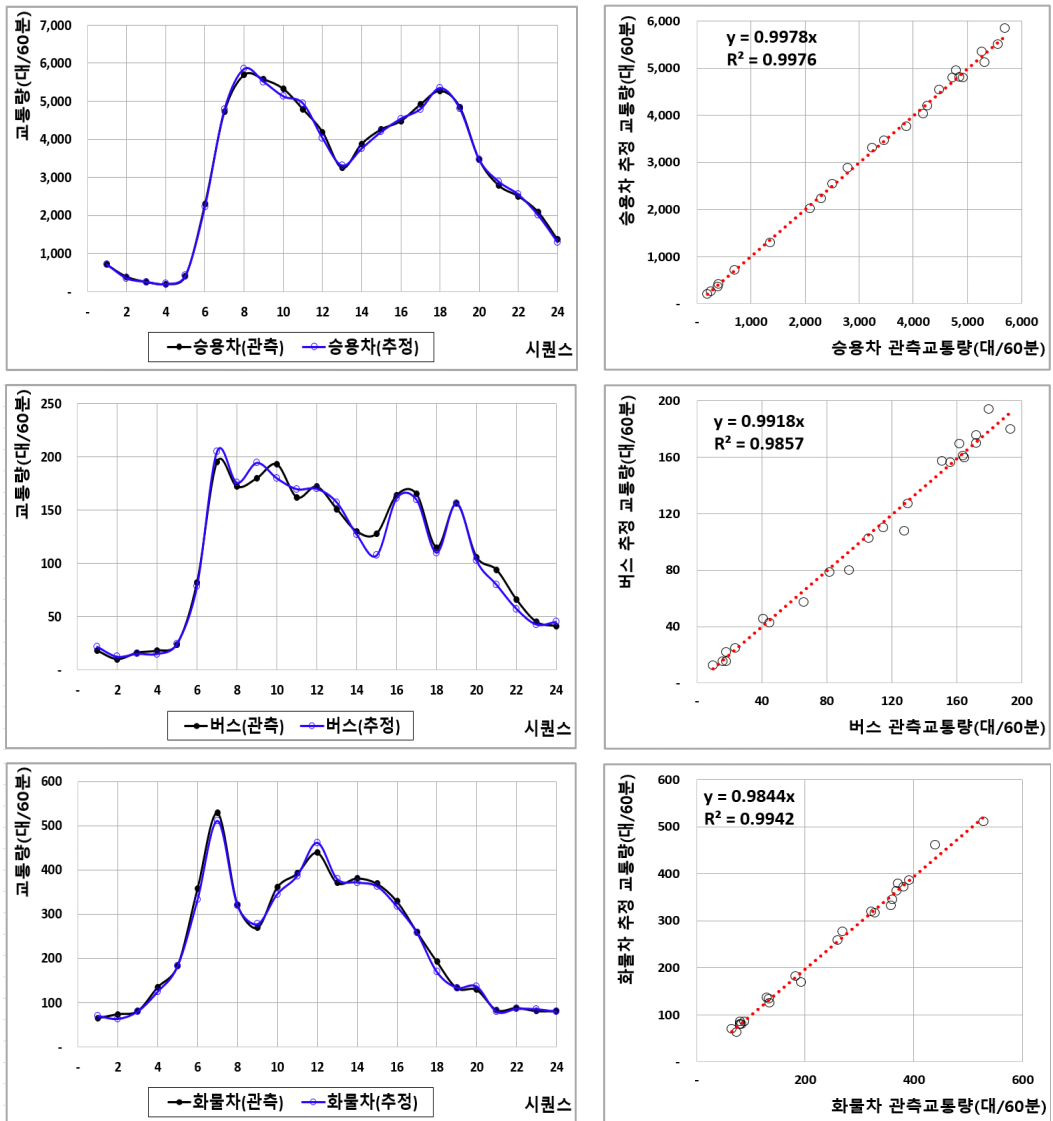 교통량(대/60분)
7,000
6,000
5,000
4,000
3,000
2,000
1,000
-
- 2 4 6 8 10 12 14 16 18 20 22 24
승용차(관측) 승용차(추정)
시퀀스
승용차 추정 교통량(대/60분)
y = 0.9978x
R² = 0.9976
6,000
5,000
4,000
3,000
2,000
1,000
-
- 1,000 2,000 3,000 4,000 5,000 6,000
승용차 관측교통량(대/60분)
교통량(대/60분)
250
200
150
100
50
-
- 2 4 6 8 10 12 14 16 18 20 22 24
버스(관측) 버스(추정)
시퀀스
버스 추정 교통량(대/60분)
y = 0.9918x
R² = 0.9857
200
160
120
80
40
-
- 40 80 120 160 200
버스 관측교통량(대/60분)
교통량(대/60분)
600
500
400
300
200
100
-
- 2 4 6 8 10 12 14 16 18 20 22 24
화물차(관측) 화물차(추정)
시퀀스
화물차 추정 교통량(대/60분)
y = 0.9844x
R² = 0.9942
600
500
400
300
200
100
-
- 200 400 600
화물차 관측교통량(대/60분)